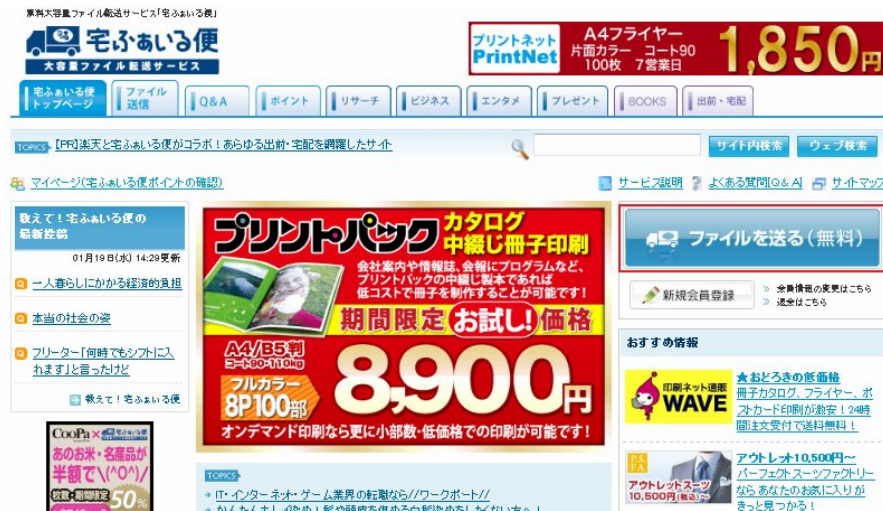 無料大容量ファイル転送サービス「宅ふぁいる便」
宅ふぁいる便
大容量ファイル転送サービス
プリントネット
PrintNet
A4フライヤー
片面カラー コート90
100枚 7営業日
1,850円
宅ふぁいる便
トップページ
ファイル
送信
Q&A
ポイント
リサーチ
ビジネス
エンタメ
プレゼント
BOOKS
出前・宅配
TOPICS
[PR]楽天と宅ふぁいる便がコラボ！あらゆる出前・宅配を網羅したサイト
サイト内検索
ウェブ検索
マイページ(宅ふぁいる便ポイントの確認)
サービス説明
よくある質問[Q&A]
サイトマップ
教えて！宅ふぁいる便の
最新投稿
01月19日(水) 14:29更新
一人暮らしにかかる経済的負担
本当の社会の姿
フリーター「何時でもシフトに入
れます」と言ったけど
教えて！宅ふぁいる便
プリントパック
カタログ
中綴じ冊子印刷
会社案内や情報誌、会報にプログラムなど、
プリントパックの中綴じ製本であれば
低コストで冊子を制作することが可能です！
期間限定お試し!価格
A4/B5判
コート90-110kg
フルカラー
8P100部
8,900円
オンデマンド印刷なら更に小部数・低価格での印刷が可能です！
ファイルを送る(無料)
新規会員登録
会員情報の変更はこちら
退会はこちら
おすすめ情報
印刷ネット通販
WAVE
★おどろきの低価格
冊子カタログ、フライヤー、ポ
ストカード印刷が激安！24時
間注文受付で送料無料！
P.S.
FA
アウトレットスーツ
10,500円(税込)～
アウトレット10,500円～
パーフェクトスーツファクトリー
なら あなたのお気に入りが
きっと見つかる！
CooPa×宅ふぁいる便
あのお米・名産品が
半額で＼(^O^)／
枚数・期間限定
50%
TOPICS
IT・インターネット・ゲーム業界の転職なら//ワークポート//